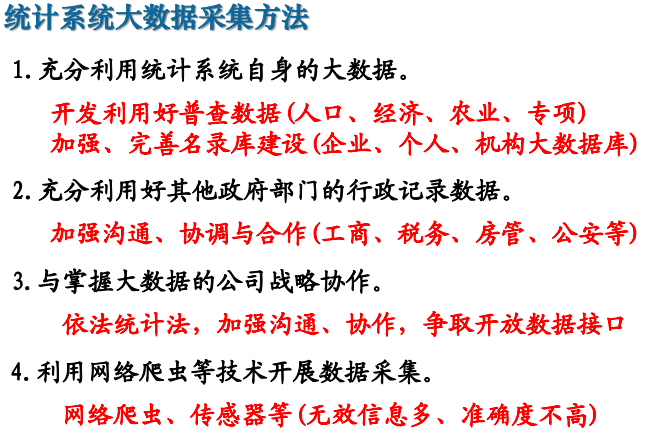 统计系统大数据采集方法
1.充分利用统计系统自身的大数据。
开发利用好普查数据(人口、经济、农业、专项)
加强、完善名录库建设(企业、个人、机构大数据库)
2.充分利用好其他政府部门的行政记录数据。
加强沟通、协调与合作(工商、税务、房管、公安等)
3.与掌握大数据的公司战略协作。
依法统计法，加强沟通、协作，争取开放数据接口
4.利用网络爬虫等技术开展数据采集。
网络爬虫、传感器等(无效信息多、准确度不高)